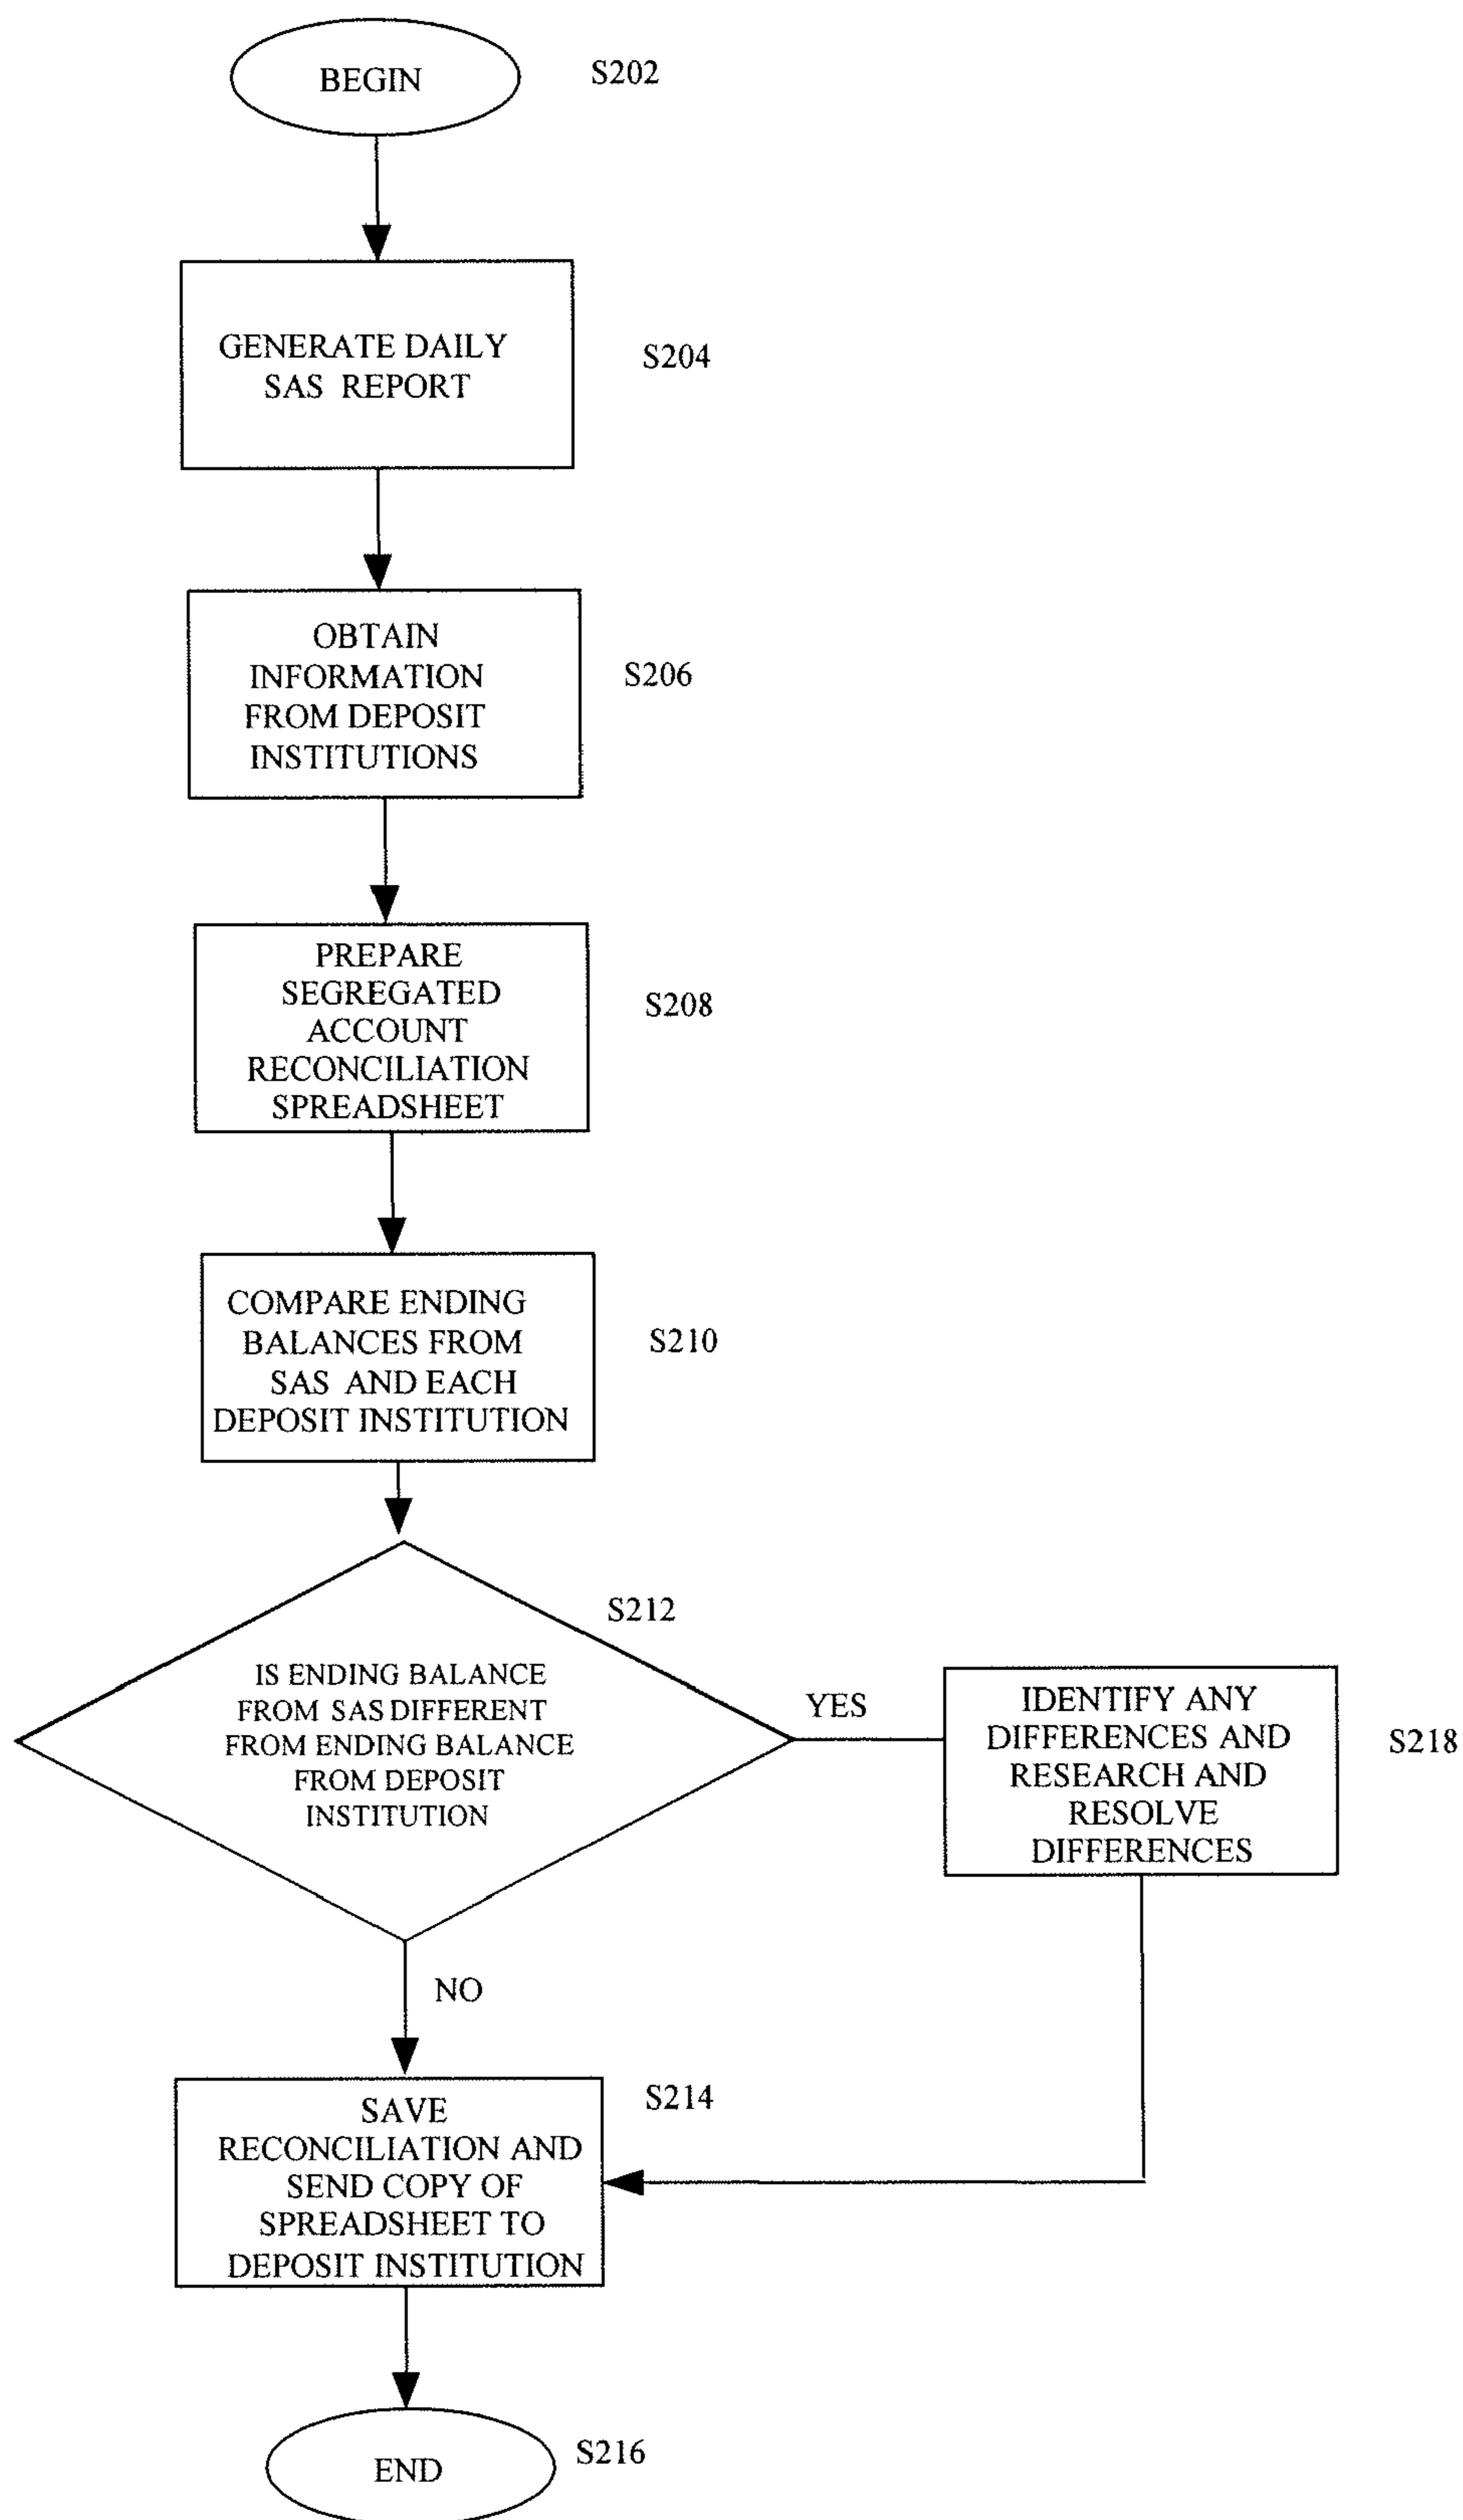 BEGIN
S202
GENERATE DAILY
SAS REPORT
S204
OBTAIN
INFORMATION
FROM DEPOSIT
INSTITUTIONS
S206
PREPARE
SEGREGATED
ACCOUNT
RECONCILIATION
SPREADSHEET
S208
COMPARE ENDING
BALANCES FROM
SAS AND EACH
DEPOSIT INSTITUTION
S210
S212
IS ENDING BALANCE
FROM SAS DIFFERENT
FROM ENDING BALANCE
FROM DEPOSIT
INSTITUTION
YES
IDENTIFY ANY
DIFFERENCES AND
RESEARCH AND
RESOLVE
DIFFERENCES
S218
NO
SAVE
RECONCILIATION AND
SEND COPY OF
SPREADSHEET TO
DEPOSIT INSTITUTION
S214
END
S216